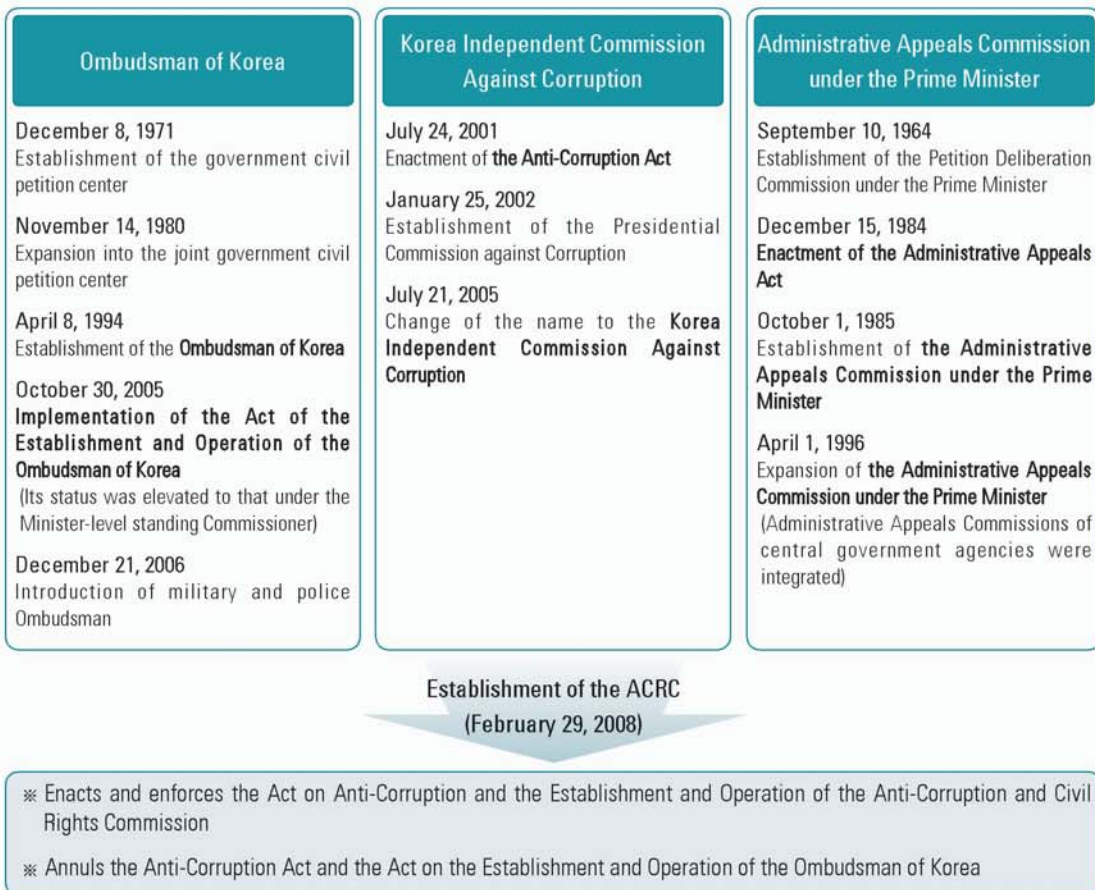 Ombudsman of Korea
December 8, 1971
Establishment of the government civil
petition center
November 14, 1980
Expansion into the joint government civil
petition center
April 8, 1994
Establishment of the Ombudsman of Korea
October 30, 2005
Implementation of the Act of the
Establishment and Operation of the
Ombudsman of Korea
(Its status was elevated to that under the
Minister-level standing Commissioner)
December 21, 2006
Introduction of military and police
Ombudsman
Korea Independent Commission
Against Corruption
July 24, 2001
Enactment of the Anti-Corruption Act
January 25, 2002
Establishment of the Presidential
Commission against Corruption
July 21, 2005
Change of the name to the Korea
Independent Commission Against
Corruption
Administrative Appeals Commission
under the Prime Minister
September 10, 1964
Establishment of the Petition Deliberation
Commission under the Prime Minister
December 15, 1984
Enactment of the Administrative Appeals
Act
October 1, 1985
Establishment of the Administrative
Appeals Commission under the Prime
Minister
April 1, 1996
Expansion of the Administrative Appeals
Commission under the Prime Minister
(Administrative Appeals Commissions of
central government agencies were
integrated)
Establishment of the ACRC
(February 29, 2008)
※ Enacts and enforces the Act on Anti-Corruption and the Establishment and Operation of the Anti-Corruption and Civil
Rights Commission
※ Annuls the Anti-Corruption Act and the Act on the Establishment and Operation of the Ombudsman of Korea